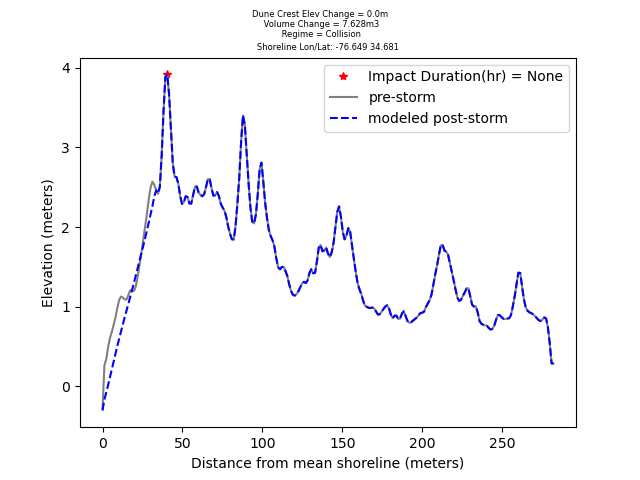 Dune Crest Elev Change = 0.0m
Volume Change = 7.628m3
Regime = Collision
Shoreline Lon/Lat: -76.649 34.681
Impact Duration(hr) = None
pre-storm
modeled post-storm
4
3
2
1
0
Elevation (meters)
0 50 100 150 200 250
Distance from mean shoreline (meters)